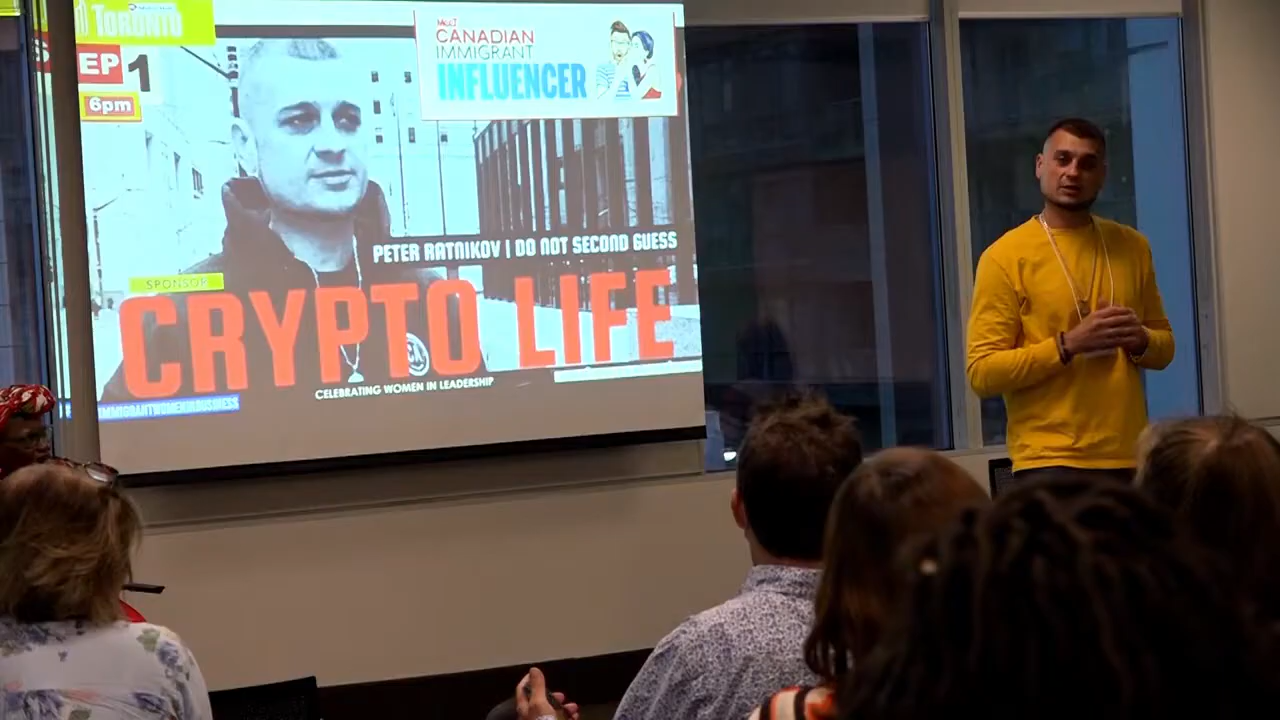 TORONTO
SEP 1
6pm
MEET
CANADIAN
IMMIGRANT
INFLUENCER
PETER RATNIKOV | DO NOT SECOND GUESS
SPONSOR
CRYPTO LIFE
CELEBRATING WOMEN IN LEADERSHIP
IMMIGRANTWOMENINBUSINESS